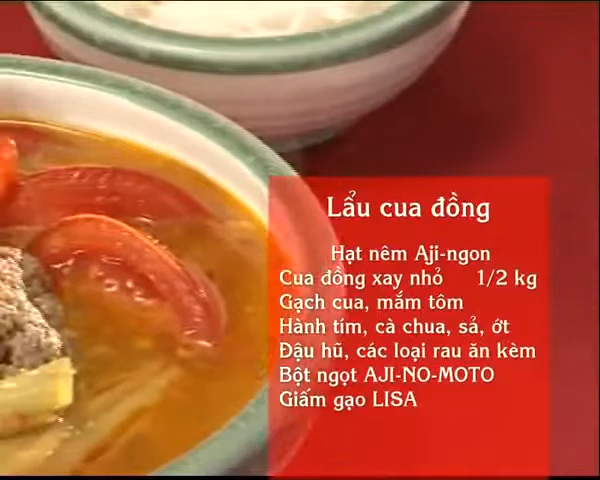 Lẩu cua đồng
Hạt nêm Aji-ngon
Cua đồng xay nhỏ 1/2 kg
Gạch cua, mắm tôm
Hành tím, cà chua, sả, ớt
Đậu hũ, các loại rau ăn kèm
Bột ngọt AJI-NO-MOTO
Giấm gạo LISA